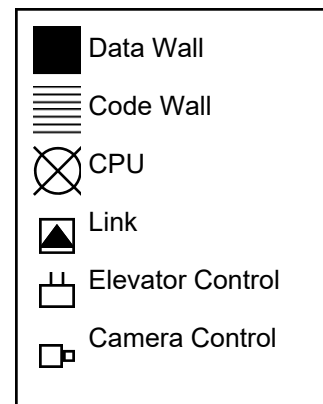 Data Wall
Code Wall
CPU
Link
Elevator Control
Camera Control